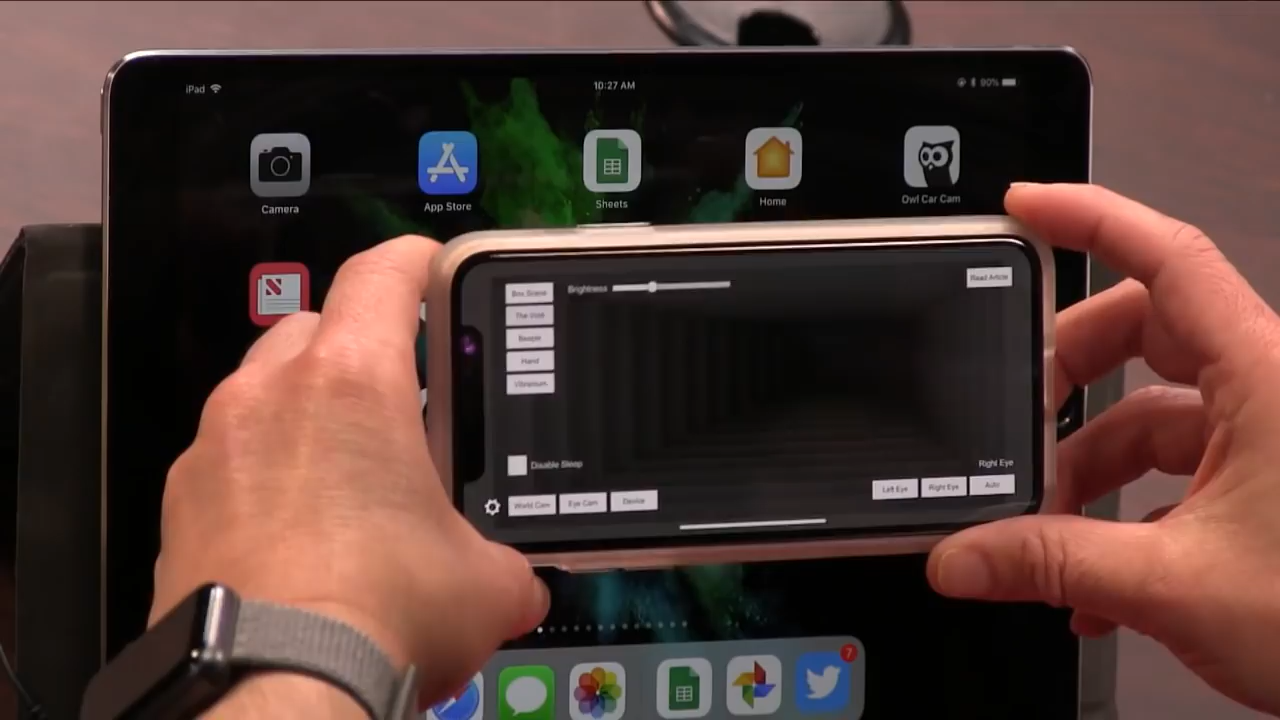 iPad
10:27 AM
90%
Camera
App Store
Sheets
Home
Owl Car Cam
Box Scene
Brightness
Read Article
The Void
Beeple
Hand
Vibranium
Disable Sleep
Right Eye
World Cam
Eye Cam
Device
Left Eye
Right Eye
Auto
7